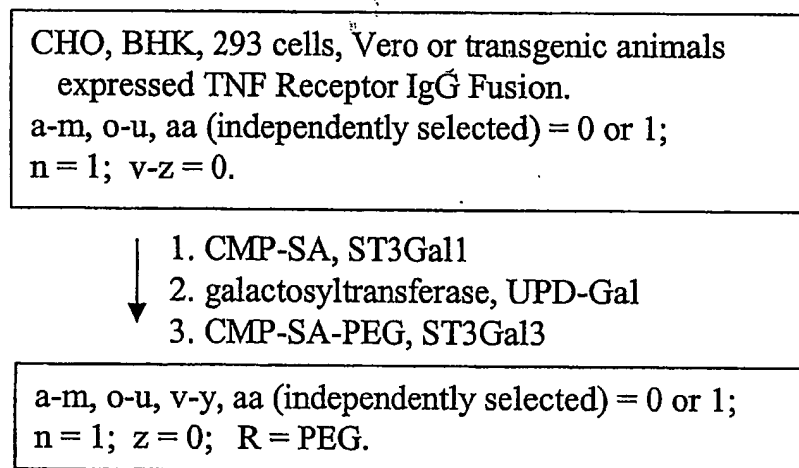 CHO, BHK, 293 cells, Vero or transgenic animals
expressed TNF Receptor IgG Fusion.
a-m, o-u, aa (independently selected) = 0 or 1;
n = 1; v-z = 0.
1. CMP-SA, ST3Gal1
2. galactosyltransferase, UPD-Gal
3. CMP-SA-PEG, ST3Gal3
a-m, o-u, v-y, aa (independently selected) = 0 or 1;
n = 1; z = 0; R = PEG.